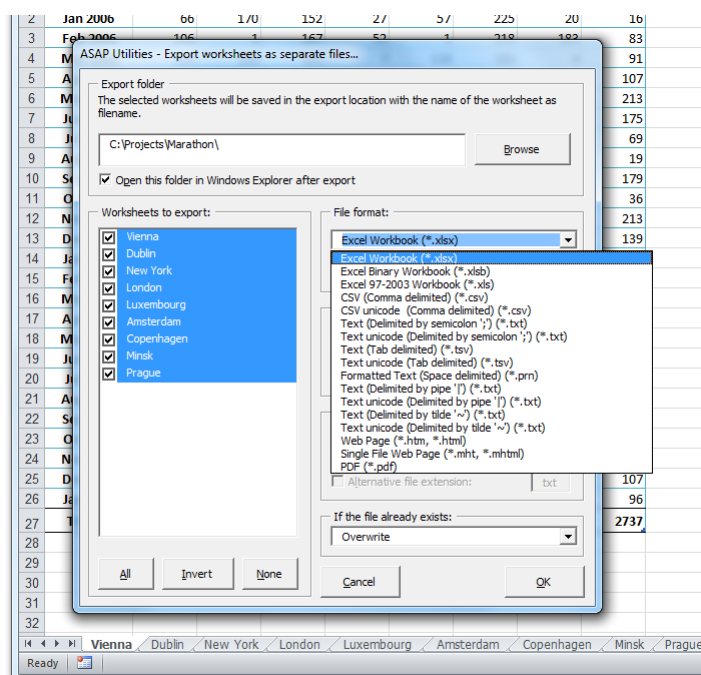 2 Jan 2006 66 170 152 27 57 225 20 16
3 Feb 2006 106 1 167 52 1 218 183 83
ASAP Utilities - Export worksheets as separate files...
4 M 91
5 A 107
6 M 213
7 Ju 175
8 Ju 69
9 Au 19
10 Se 179
11 O 36
12 N 213
13 D 139
14 Ja
15 Fe
16 M
17 A
18 M
19 Ju
20 Ju
21 Au
22 Se
23 O
24 N
25 D 107
26 Ja 96
27 T 2737
28
29
30
31
32
Export folder
The selected worksheets will be saved in the export location with the name of the worksheet as
filename.
C:\Projects\Marathon\
Browse
Open this folder in Windows Explorer after export
Worksheets to export:
Vienna
Dublin
New York
London
Luxembourg
Amsterdam
Copenhagen
Minsk
Prague
All Invert None
File format:
Excel Workbook (*.xlsx)
Excel Workbook (*.xlsx)
Excel Binary Workbook (*.xlsb)
Excel 97-2003 Workbook (*.xls)
CSV (Comma delimited) (*.csv)
CSV unicode (Comma delimited) (*.csv)
Text (Delimited by semicolon ';') (*.txt)
Text unicode (Delimited by semicolon ';') (*.txt)
Text (Tab delimited) (*.tsv)
Text unicode (Tab delimited) (*.tsv)
Formatted Text (Space delimited) (*.prn)
Text (Delimited by pipe '|') (*.txt)
Text unicode (Delimited by pipe '|') (*.txt)
Text (Delimited by tilde '~') (*.txt)
Text unicode (Delimited by tilde '~') (*.txt)
Web Page (*.htm, *.html)
Single File Web Page (*.mht, *.mhtml)
PDF (*.pdf)
Alternative file extension: txt
If the file already exists:
Overwrite
Cancel OK
Vienna Dublin New York London Luxembourg Amsterdam Copenhagen Minsk Prague
Ready